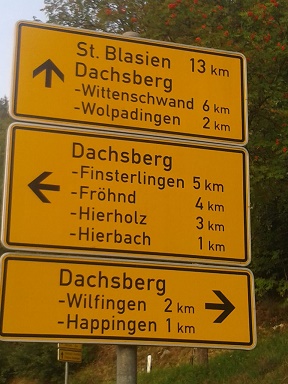 St. Blasien 13 km
Dachsberg
-Wittenschwand 6 km
-Wolpadingen 2 km
Dachsberg
-Finsterlingen 5 km
-Fröhnd 4 km
-Hierholz 3 km
-Hierbach 1 km
Dachsberg
-Wilfingen 2 km
-Happingen 1 km